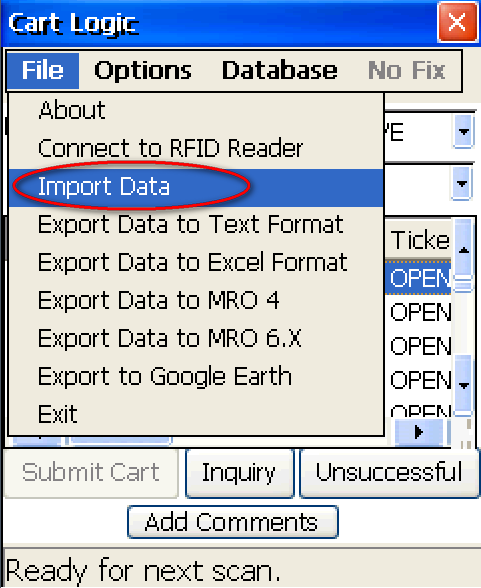 Cart Logic
File Options Database No Fix
About
Connect to RFID Reader
Import Data
Export Data to Text Format
Export Data to Excel Format
Export Data to MRO 4
Export Data to MRO 6.X
Export to Google Earth
Exit
Ticke
OPEN
OPEN
OPEN
OPEN
OPEN
Submit Cart Inquiry Unsuccessful
Add Comments
Ready for next scan.